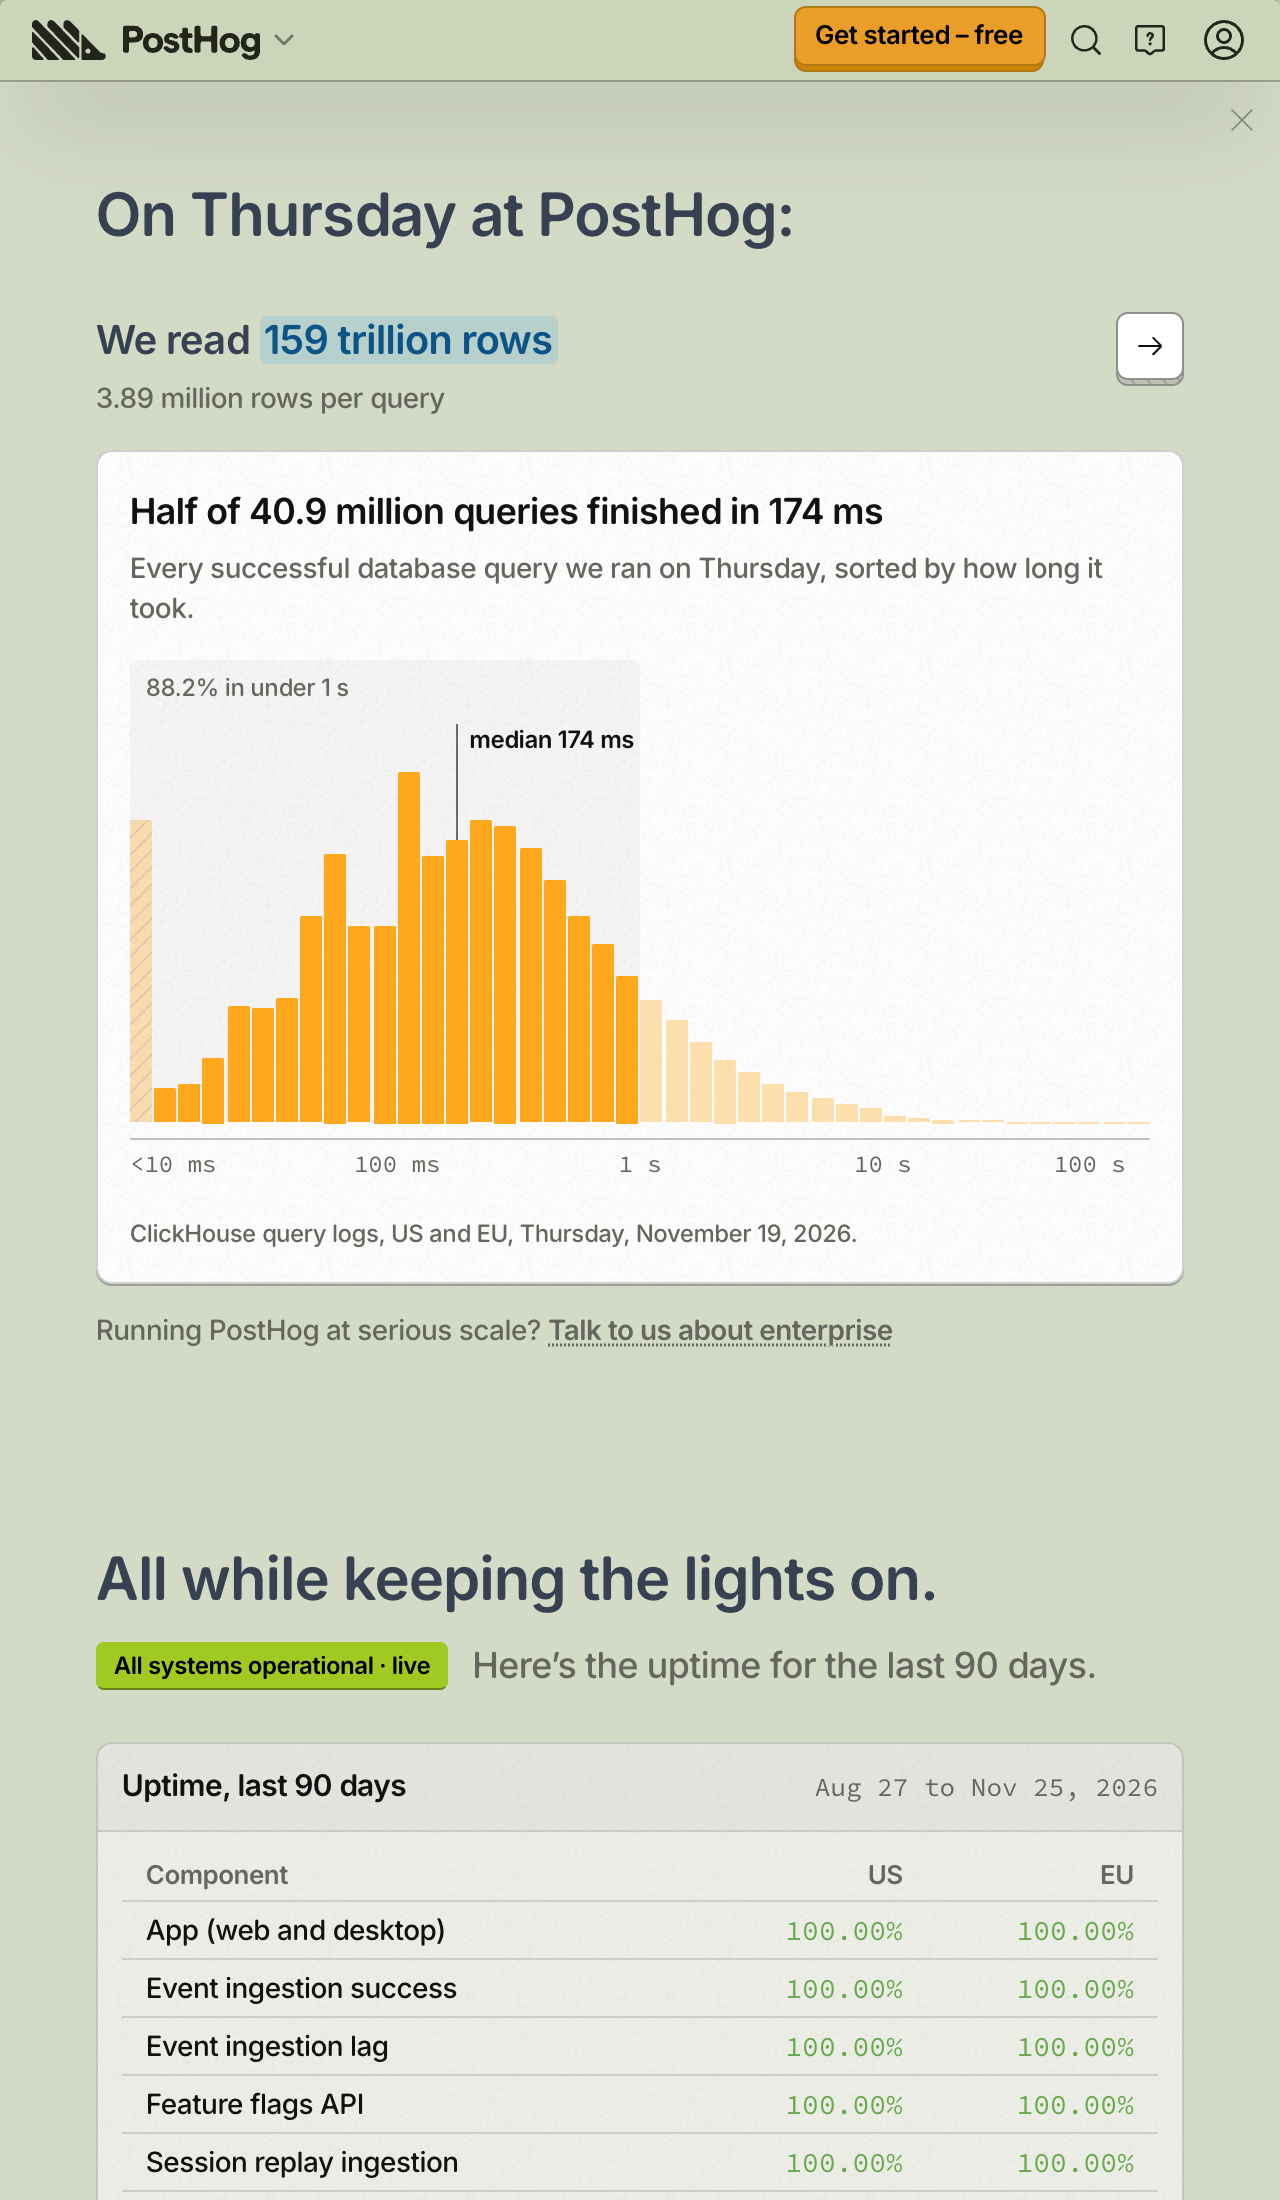 PostHog
Get started – free
On Thursday at PostHog:
We read 159 trillion rows
3.89 million rows per query
Half of 40.9 million queries finished in 174 ms
Every successful database query we ran on Thursday, sorted by how long it
took.
88.2% in under 1 s
median 174 ms
<10 ms 100 ms 1 s 10 s 100 s
ClickHouse query logs, US and EU, Thursday, November 19, 2026.
Running PostHog at serious scale? Talk to us about enterprise
All while keeping the lights on.
All systems operational · live Here’s the uptime for the last 90 days.
Uptime, last 90 days Aug 27 to Nov 25, 2026
Component US EU
App (web and desktop) 100.00% 100.00%
Event ingestion success 100.00% 100.00%
Event ingestion lag 100.00% 100.00%
Feature flags API 100.00% 100.00%
Session replay ingestion 100.00% 100.00%